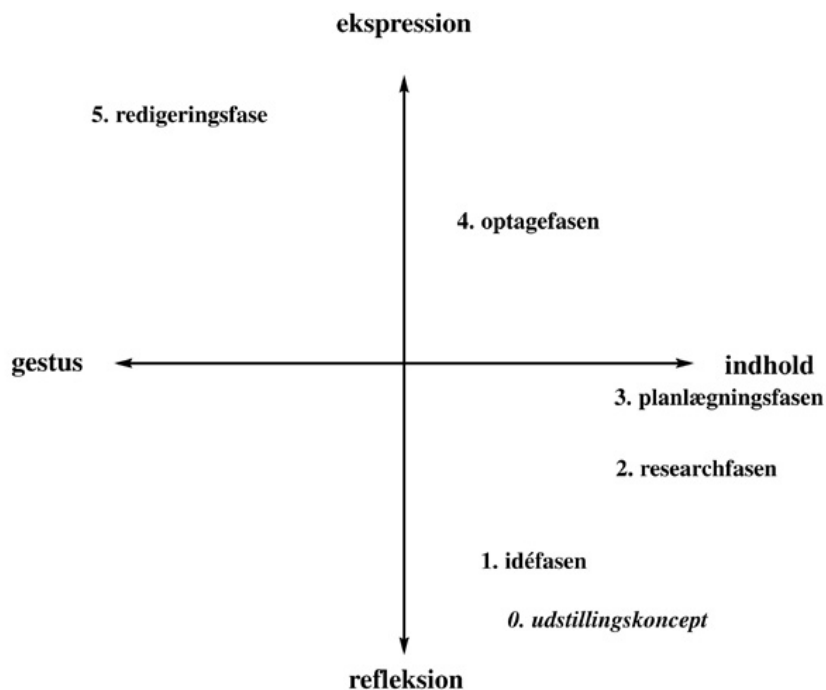 ekspression
5. redigeringsfase
4. optagefasen
gestus
indhold
3. planlægningsfasen
2. researchfasen
1. idéfasen
0. udstillingskoncept
refleksion